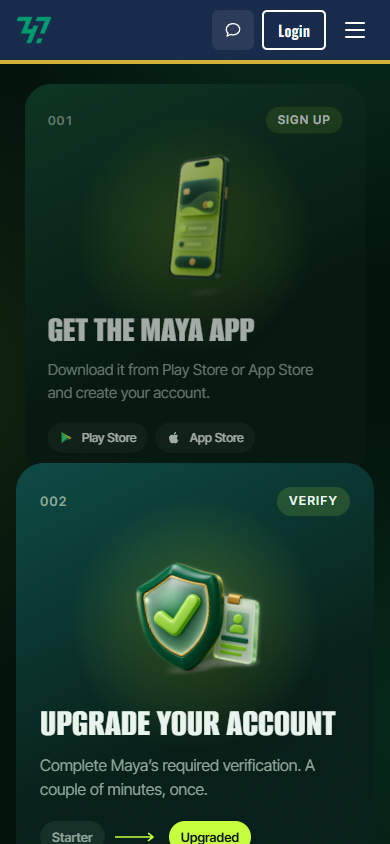 Login
001
SIGN UP
GET THE MAYA APP
Download it from Play Store or App Store
and create your account.
Play Store
App Store
002
VERIFY
UPGRADE YOUR ACCOUNT
Complete Maya's required verification. A
couple of minutes, once.
Starter
Upgraded